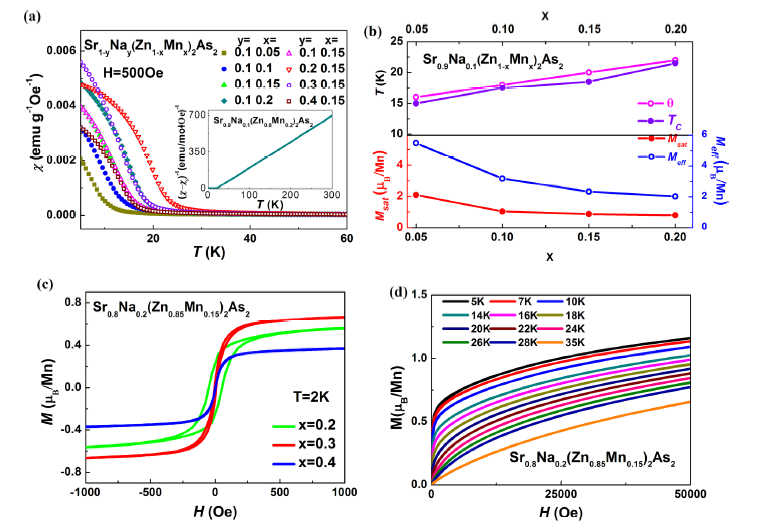 (a)
Sr1-yNay(Zn1-xMnx)2As2
H=500Oe
y= x= y= x=
0.1 0.05 0.1 0.15
0.1 0.1 0.2 0.15
0.1 0.15 0.3 0.15
0.1 0.2 0.4 0.15
χ (emu g-1Oe-1)
0.006
0.004
0.002
0.000
20 40 60
T (K)
Sr0.9Na0.1(Zn0.8Mn0.2)2As2
700
350
0
0 100 200 300
T (K)
(b)
X
0.05 0.10 0.15 0.20
Sr0.9Na0.1(Zn1-xMnx)2As2
T (K)
25
20
15
10
θ
TC
Msat
Meff
Msat (μB/Mn)
4
2
0
Meff (μB/Mn)
6
4
2
0
0.05 0.10 0.15 0.20
X
(c)
Sr0.8Na0.2(Zn0.85Mn0.15)2As2
M (μB/Mn)
0.8
0.4
0.0
-0.4
-0.8
T=2K
x=0.2
x=0.3
x=0.4
-1000 -500 0 500 1000
H (Oe)
(d)
5K 7K 10K
14K 16K 18K
20K 22K 24K
26K 28K 35K
M(μB/Mn)
1.5
1.0
0.5
0.0
Sr0.8Na0.2(Zn0.85Mn0.15)2As2
0 25000 50000
H (Oe)